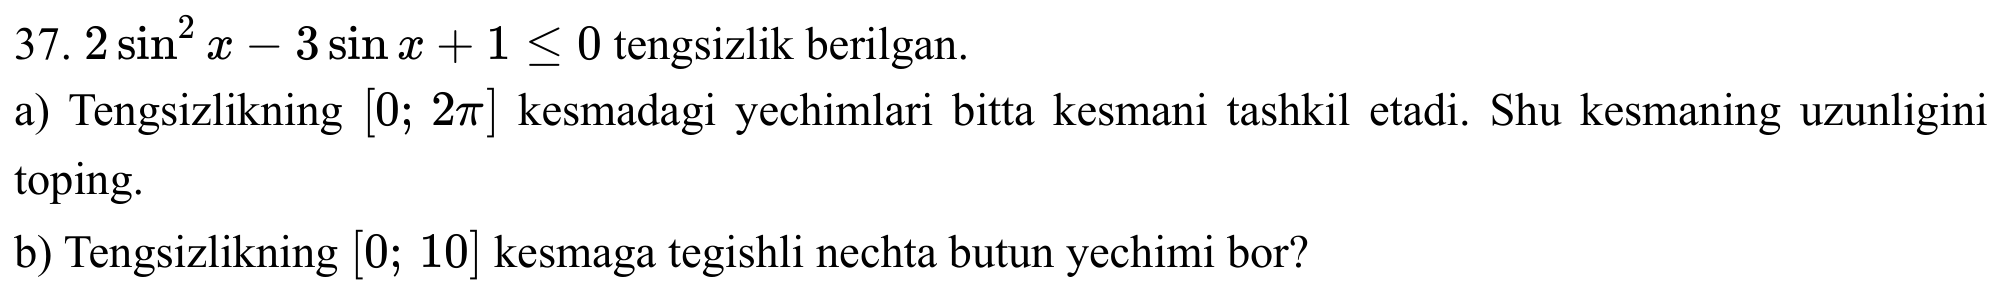 37. 2 sin² x − 3 sin x + 1 ≤ 0 tengsizlik berilgan.
a) Tengsizlikning [0; 2π] kesmadagi yechimlari bitta kesmani tashkil etadi. Shu kesmaning uzunligini
toping.
b) Tengsizlikning [0; 10] kesmaga tegishli nechta butun yechimi bor?